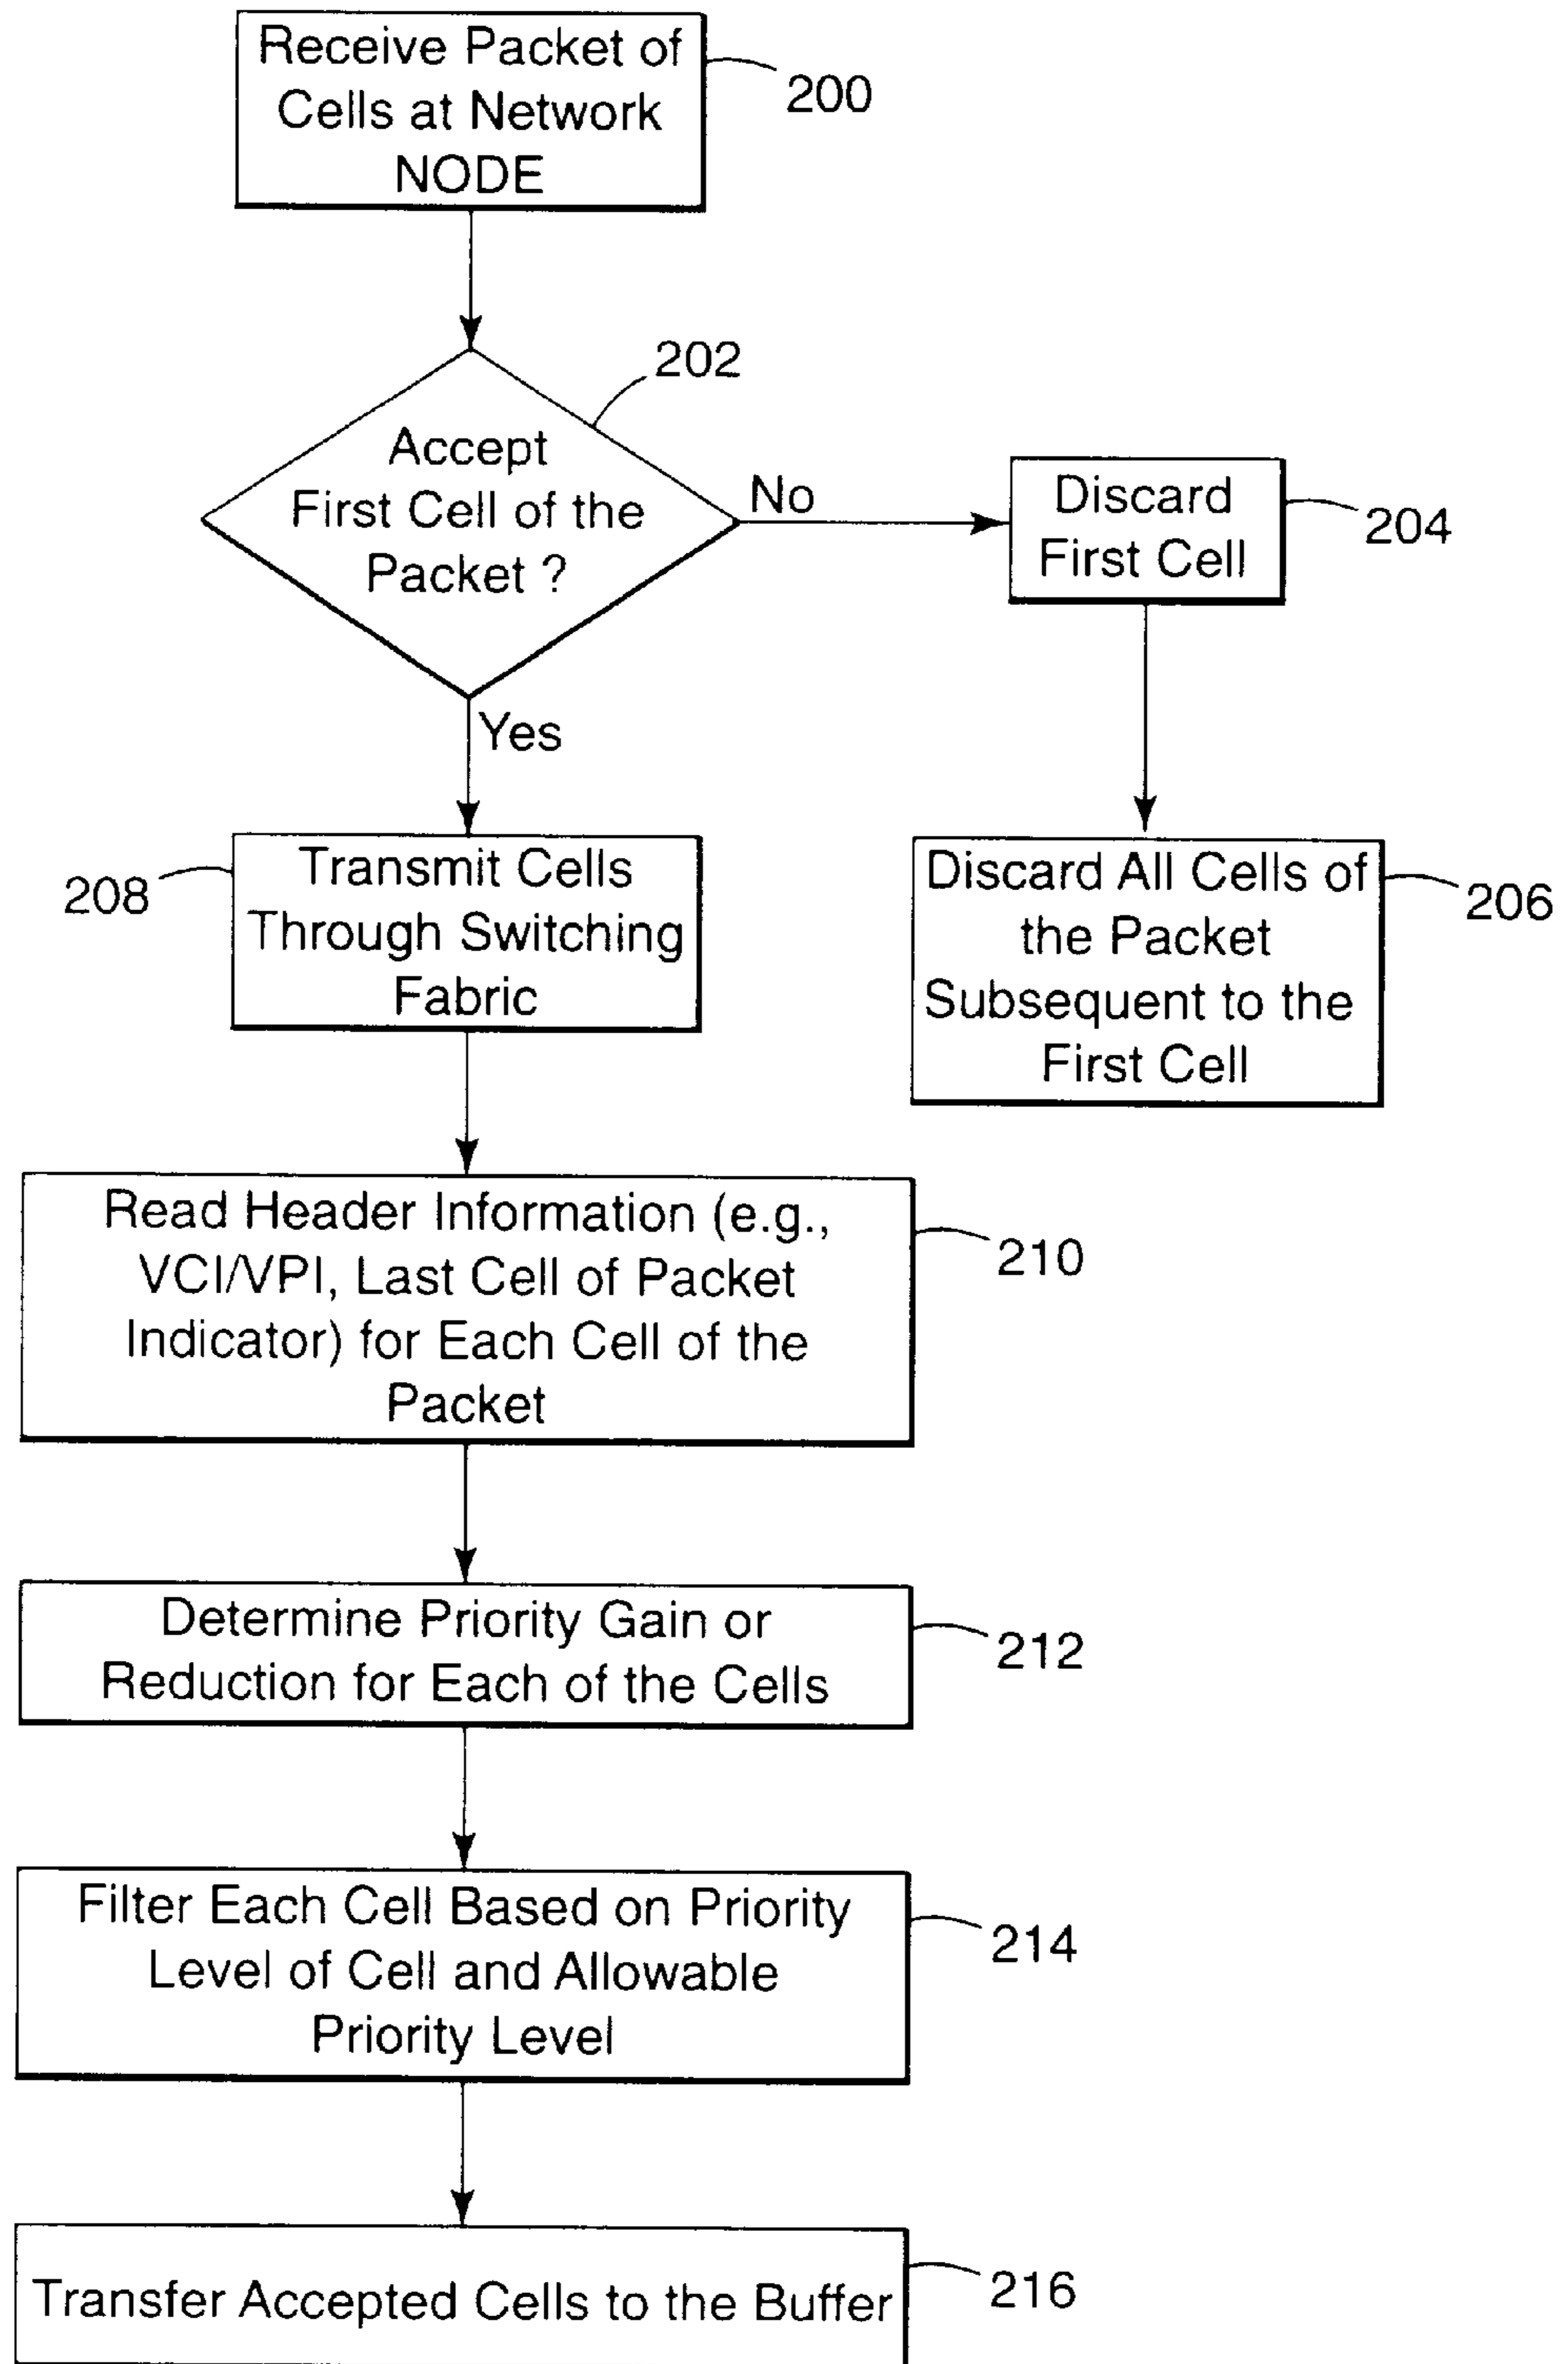 Receive Packet of
Cells at Network
NODE
200
202
Accept
First Cell of the
Packet ?
No
Discard
First Cell
204
Yes
208
Transmit Cells
Through Switching
Fabric
Discard All Cells of
the Packet
Subsequent to the
First Cell
206
Read Header Information (e.g.,
VCI/VPI, Last Cell of Packet
Indicator) for Each Cell of the
Packet
210
Determine Priority Gain or
Reduction for Each of the Cells
212
Filter Each Cell Based on Priority
Level of Cell and Allowable
Priority Level
214
Transfer Accepted Cells to the Buffer
216